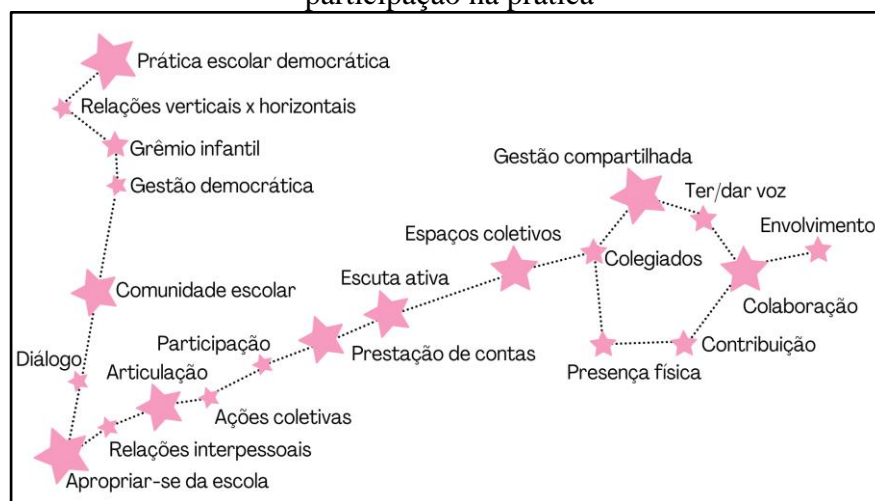 participação na prática
Prática escolar democrática
Relações verticais x horizontais
Grêmio infantil
Gestão democrática
Gestão compartilhada
Ter/dar voz
Espaços coletivos
Envolvimento
Colegiados
Escuta ativa
Comunidade escolar
Colaboração
Participação
Prestação de contas
Contribuição
Diálogo
Articulação
Presença física
Ações coletivas
Relações interpessoais
Apropriar-se da escola